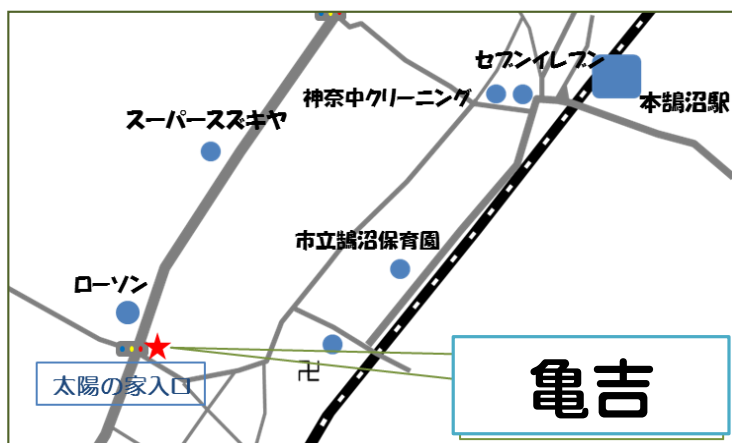 セブンイレブン
神奈中クリーニング
本鵠沼駅
スーパースズキヤ
市立鵠沼保育園
ローソン
太陽の家入口
卍
亀吉